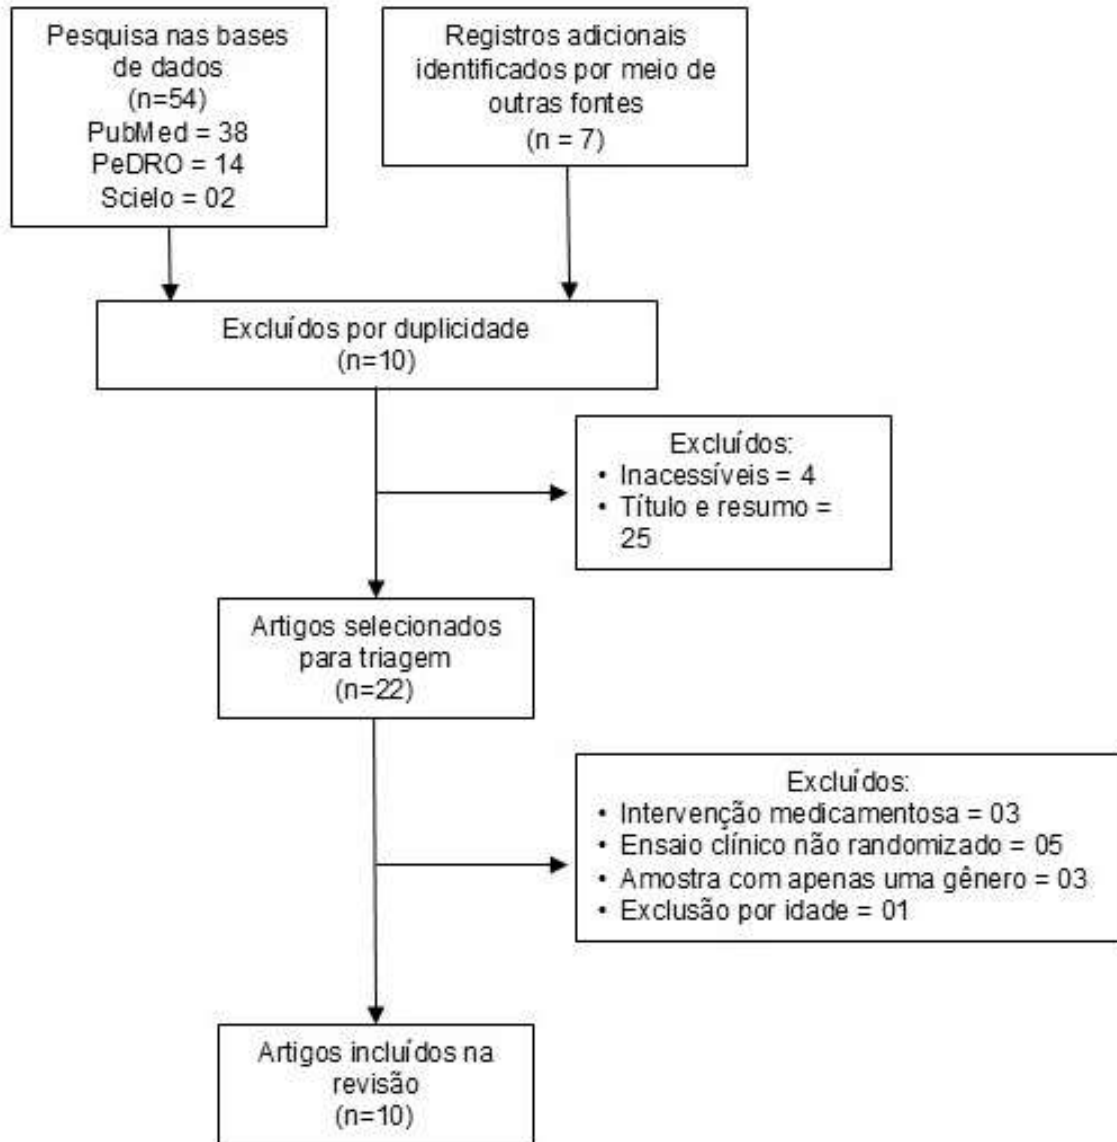 Pesquisa nas bases
de dados
(n=54)
PubMed = 38
PeDRO = 14
Scielo = 02
Registros adicionais
identificados por meio de
outras fontes
(n = 7)
Excluídos por duplicidade
(n=10)
Excluídos:
• Inacessíveis = 4
• Título e resumo =
25
Artigos selecionados
para triagem
(n=22)
Excluídos:
• Intervenção medicamentosa = 03
• Ensaio clínico não randomizado = 05
• Amostra com apenas uma gênero = 03
• Exclusão por idade = 01
Artigos incluídos na
revisão
(n=10)